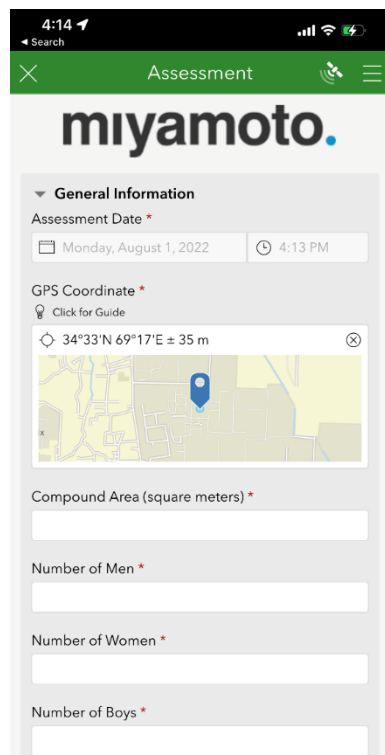 4:14
◄ Search
Assessment
miyamoto.
General Information
Assessment Date *
Monday, August 1, 2022 4:13 PM
GPS Coordinate *
Click for Guide
34°33'N 69°17'E ± 35 m
Compound Area (square meters) *
Number of Men *
Number of Women *
Number of Boys *